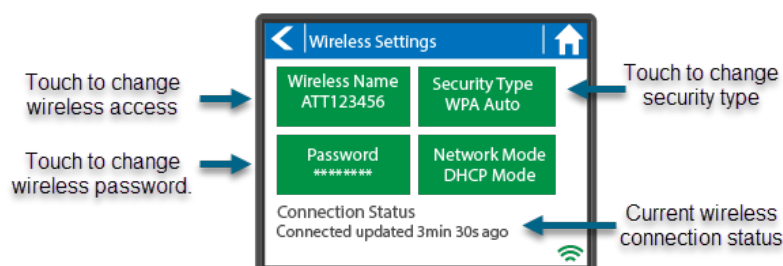 Wireless Settings
Touch to change
wireless access
Wireless Name
ATT123456
Security Type
WPA Auto
Touch to change
security type
Touch to change
wireless password.
Password
********
Network Mode
DHCP Mode
Connection Status
Connected updated 3min 30s ago
Current wireless
connection status